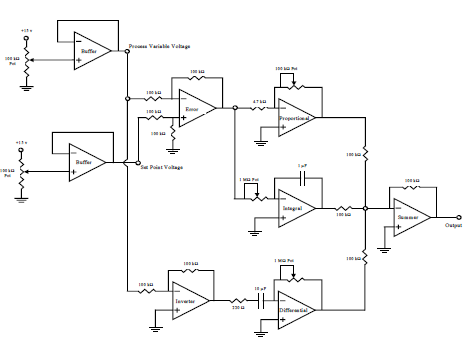 +15 v
100 kΩ
Pot
Buffer
Process Variable Voltage
100 kΩ
100 kΩ
100 kΩ
100 kΩ
Error
4.7 kΩ
100 kΩ Pot
Proportional
+15 v
100 kΩ
Pot
Buffer
Set Point Voltage
1 MΩ Pot
1 µF
Integral
100 kΩ
100 kΩ
100 kΩ
Summer
Output
100 kΩ
100 kΩ
100 kΩ
Inverter
220 Ω
10 µF
1 MΩ Pot
Differential